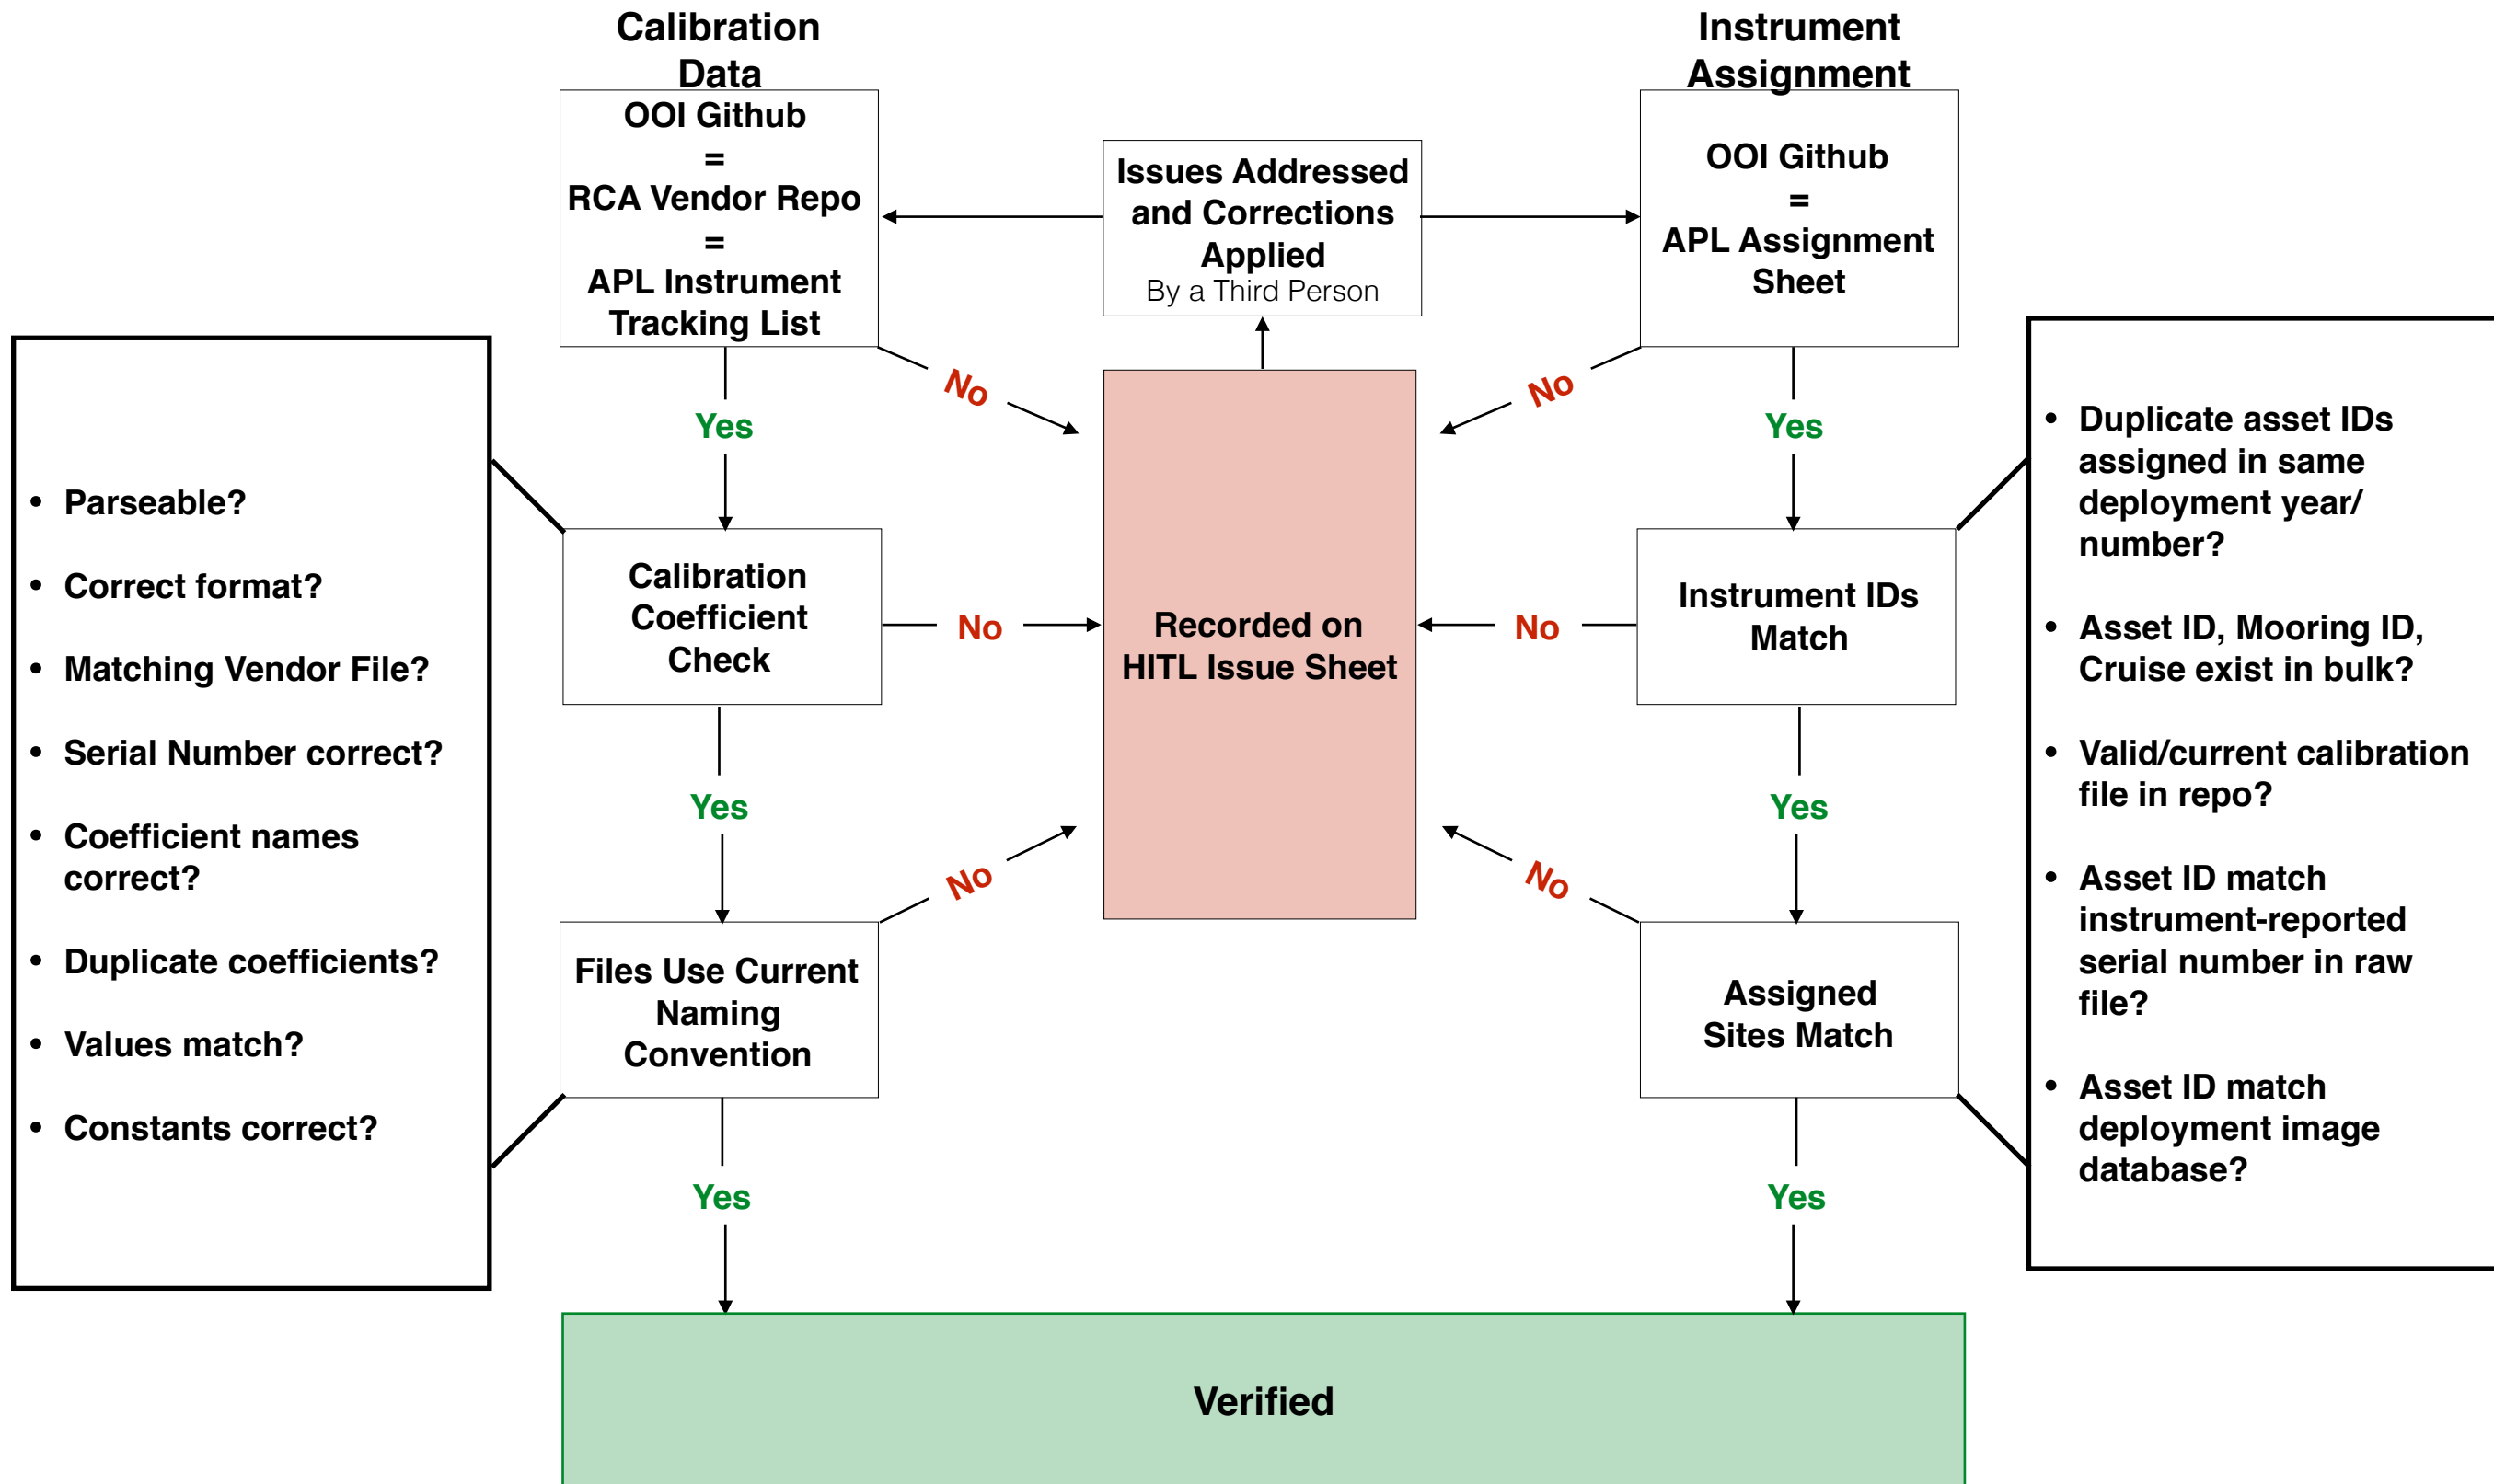 Calibration
Data
OOI Github
=
RCA Vendor Repo
=
APL Instrument
Tracking List
Issues Addressed
and Corrections
Applied
By a Third Person
Instrument
Assignment
OOI Github
=
APL Assignment
Sheet
No
No
Yes
Yes
• Parseable?
• Correct format?
• Matching Vendor File?
• Serial Number correct?
• Coefficient names
correct?
• Duplicate coefficients?
• Values match?
• Constants correct?
Calibration
Coefficient
Check
No
Recorded on
HITL Issue Sheet
No
Instrument IDs
Match
• Duplicate asset IDs
assigned in same
deployment year/
number?
• Asset ID, Mooring ID,
Cruise exist in bulk?
• Valid/current calibration
file in repo?
• Asset ID match
instrument-reported
serial number in raw
file?
• Asset ID match
deployment image
database?
Yes
Yes
No
No
Files Use Current
Naming
Convention
Assigned
Sites Match
Yes
Yes
Verified